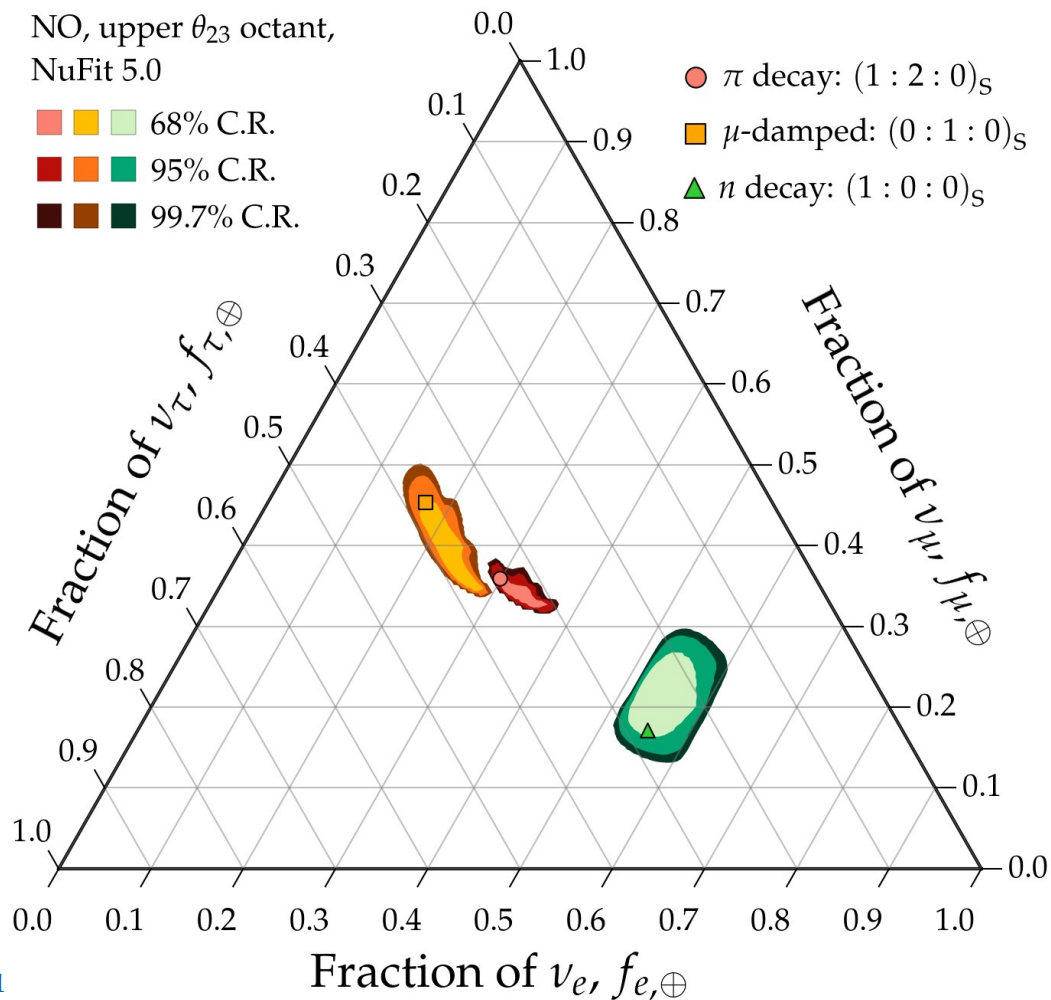 NO, upper θ₂₃ octant,
NuFit 5.0
68% C.R.
95% C.R.
99.7% C.R.
π decay: (1 : 2 : 0)S
μ-damped: (0 : 1 : 0)S
n decay: (1 : 0 : 0)S
Fraction of ντ, fτ,⊕
0.0
0.1
0.2
0.3
0.4
0.5
0.6
0.7
0.8
0.9
1.0
Fraction of νμ, fμ,⊕
1.0
0.9
0.8
0.7
0.6
0.5
0.4
0.3
0.2
0.1
0.0
0.0 0.1 0.2 0.3 0.4 0.5 0.6 0.7 0.8 0.9 1.0
Fraction of νe, fe,⊕